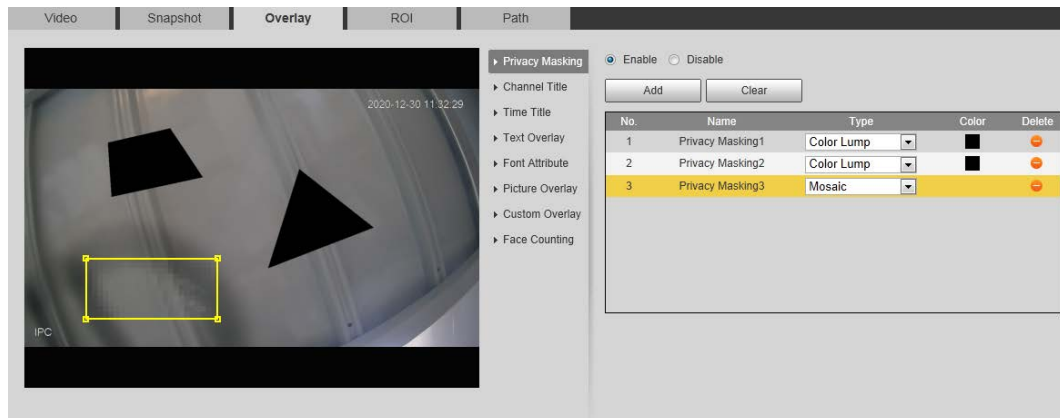 Video Snapshot Overlay ROI Path
2020-12-30 11:32:29
IPC
Privacy Masking
Channel Title
Time Title
Text Overlay
Font Attribute
Picture Overlay
Custom Overlay
Face Counting
Enable Disable
Add Clear
No. Name Type Color Delete
1 Privacy Masking1 Color Lump
2 Privacy Masking2 Color Lump
3 Privacy Masking3 Mosaic